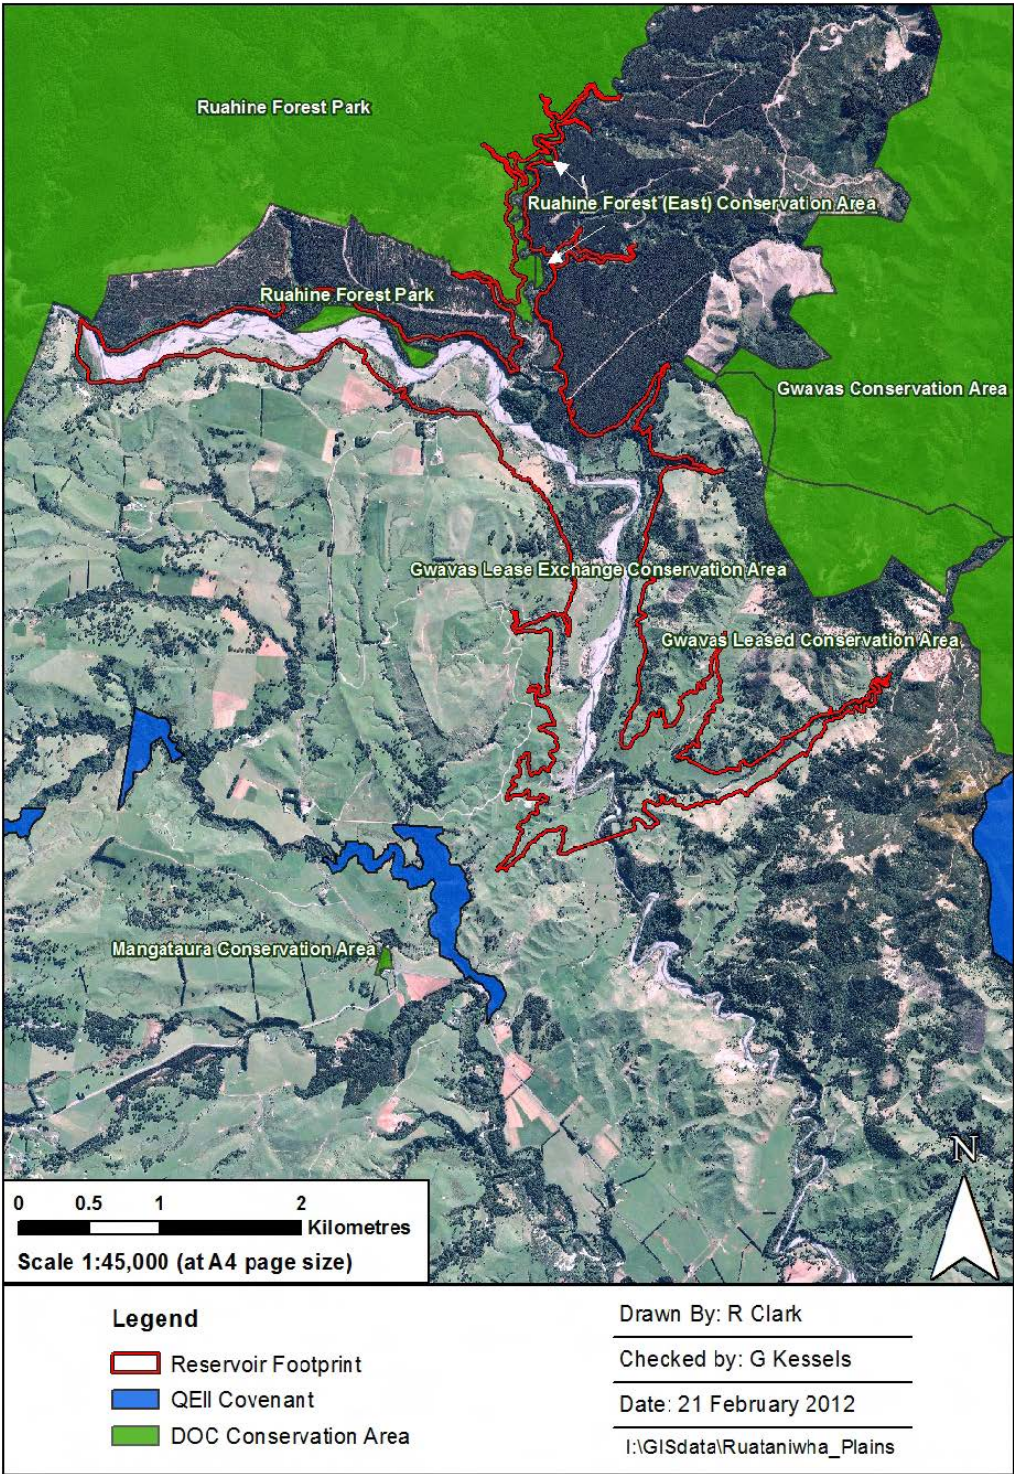 Ruahine Forest Park
Ruahine Forest (East) Conservation Area
Ruahine Forest Park
Gwavas Conservation Area
Gwavas Lease Exchange Conservation Area
Gwavas Leased Conservation Area
Mangataura Conservation Area
N
0 0.5 1 2
Kilometres
Scale 1:45,000 (at A4 page size)
Legend
Reservoir Footprint
QEII Covenant
DOC Conservation Area
Drawn By: R Clark
Checked by: G Kessels
Date: 21 February 2012
I:\GISdata\Ruataniwha_Plains